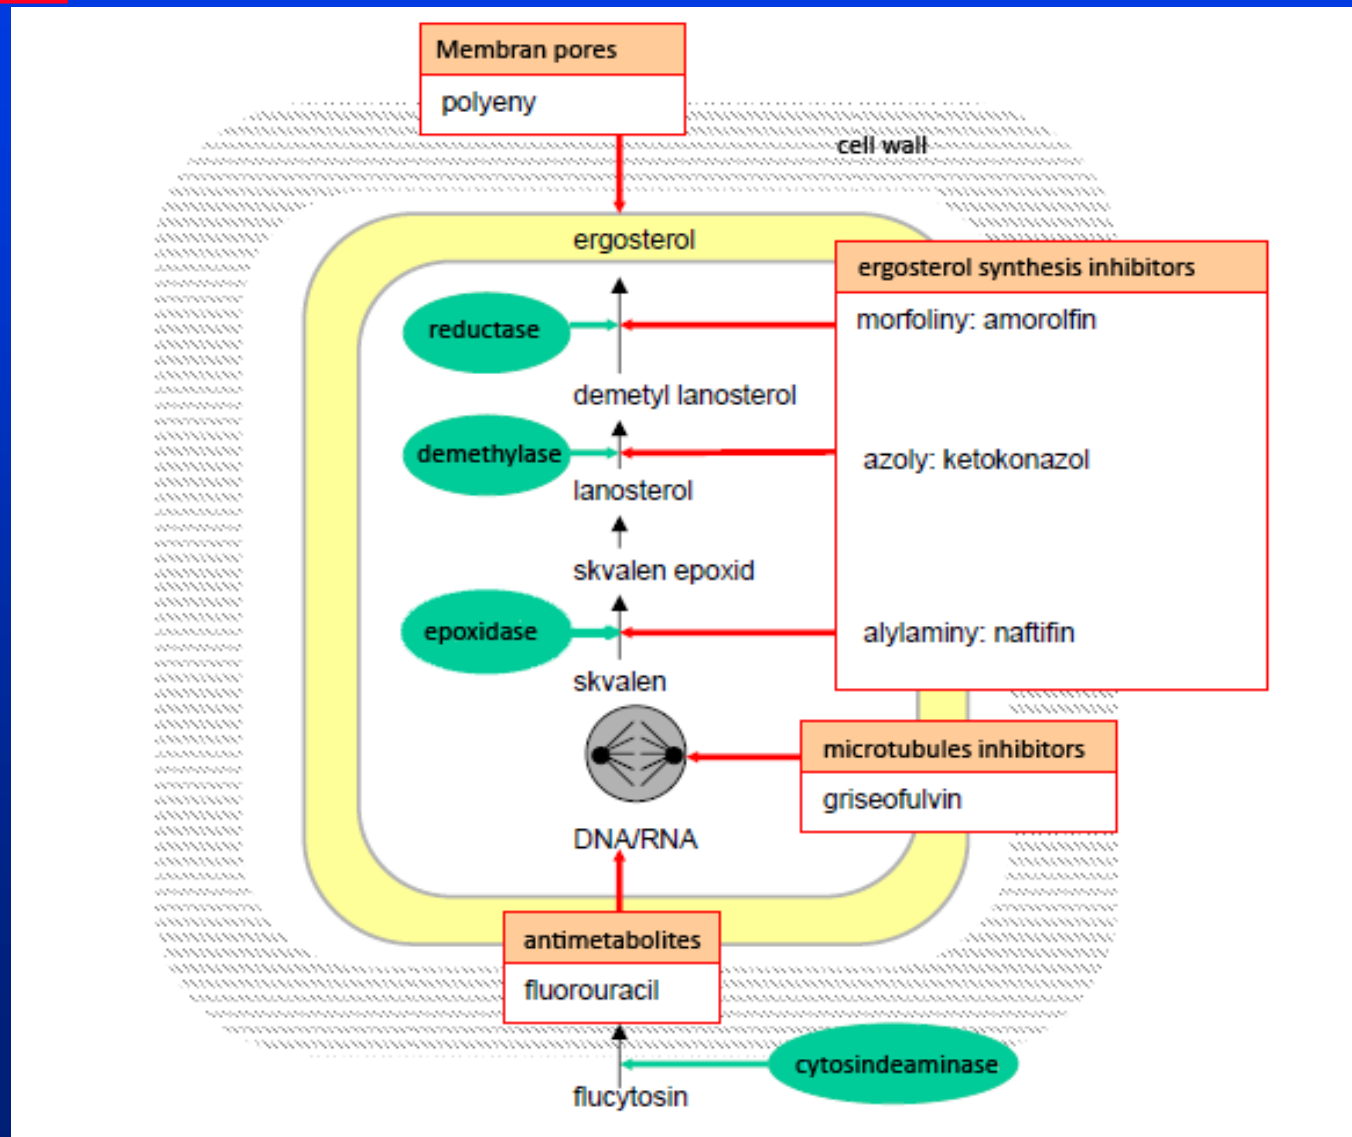 Membran pores
polyeny
cell wall
ergosterol
ergosterol synthesis inhibitors
reductase
morfoliny: amorolfin
demetyl lanosterol
demethylase
azoly: ketokonazol
lanosterol
skvalen epoxid
epoxidase
alylaminy: naftifin
skvalen
microtubules inhibitors
griseofulvin
DNA/RNA
antimetabolites
fluorouracil
cytosindeaminase
flucytosin